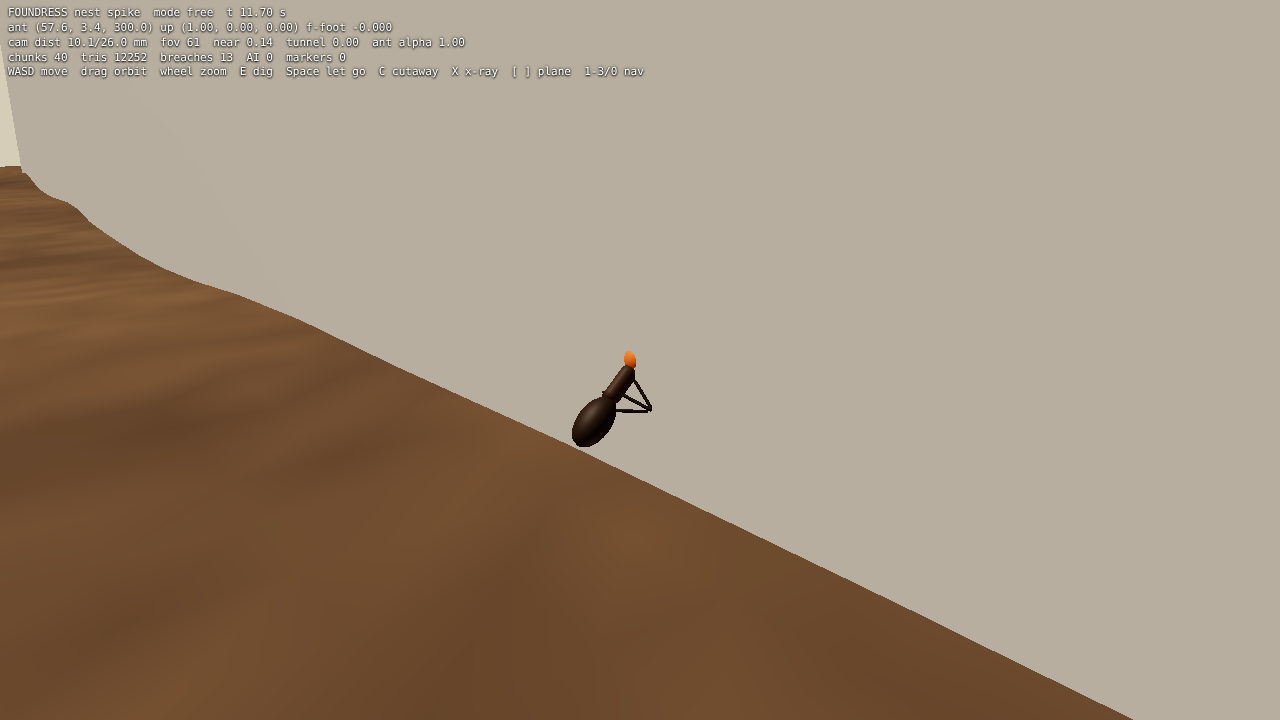 FOUNDRESS nest spike  mode free  t 11.70 s
ant (57.6, 3.4, 300.0) up (1.00, 0.00, 0.00) f-foot -0.000
cam dist 10.1/26.0 mm  fov 61  near 0.14  tunnel 0.00  ant alpha 1.00
chunks 40  tris 12252  breaches 13  AI 0  markers 0
WASD move  drag orbit  wheel zoom  E dig  Space let go  C cutaway  X x-ray  [ ] plane  1-3/0 nav